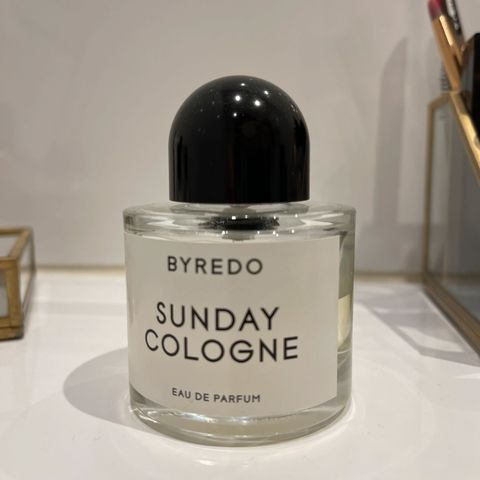 BYREDO
SUNDAY
COLOGNE
EAU DE PARFUM